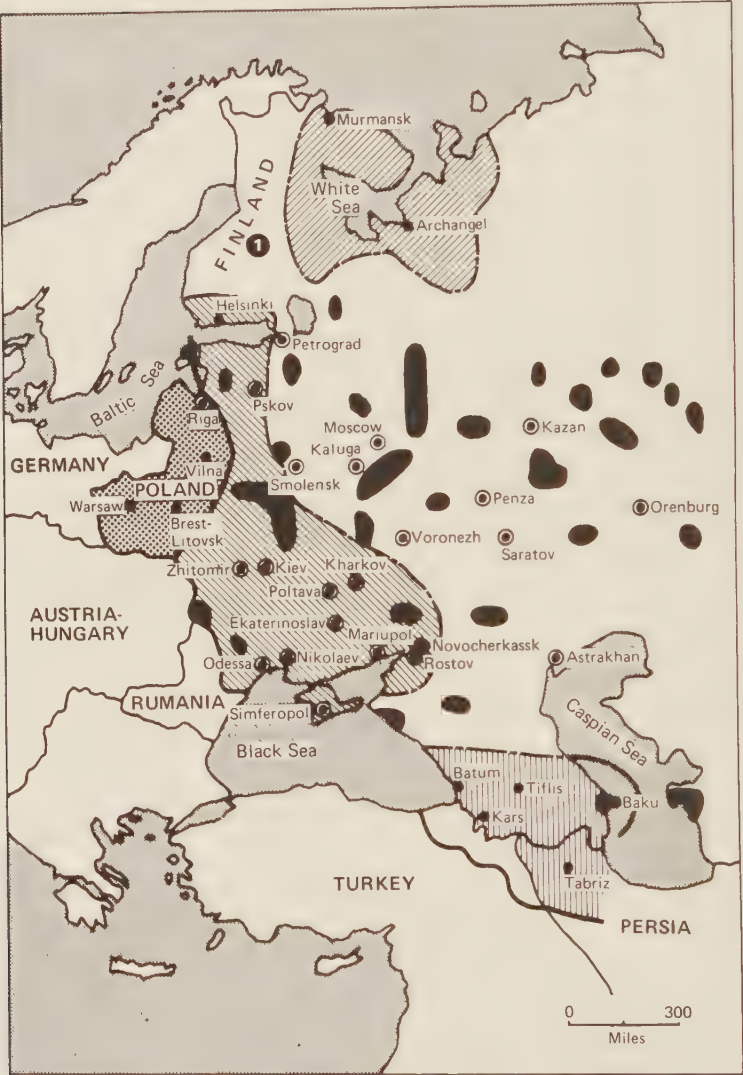 Murmansk
White
Sea
Archangel
FINLAND
1
Helsinki
Petrograd
Baltic Sea
Riga
Pskov
Moscow
Kazan
Kaluga
GERMANY
Vilna
Smolensk
POLAND
Penza
Warsaw
Orenburg
Brest-
Litovsk
Voronezh
Saratov
Zhitomir
Kiev
Kharkov
Poltava
AUSTRIA-
HUNGARY
Ekaterinoslav
Mariupol
Novocherkassk
Odessa
Nikolaev
Rostov
Astrakhan
RUMANIA
Simferopol
Caspian Sea
Black Sea
Batum
Tiflis
Baku
Kars
TURKEY
Tabriz
PERSIA
0 300
Miles